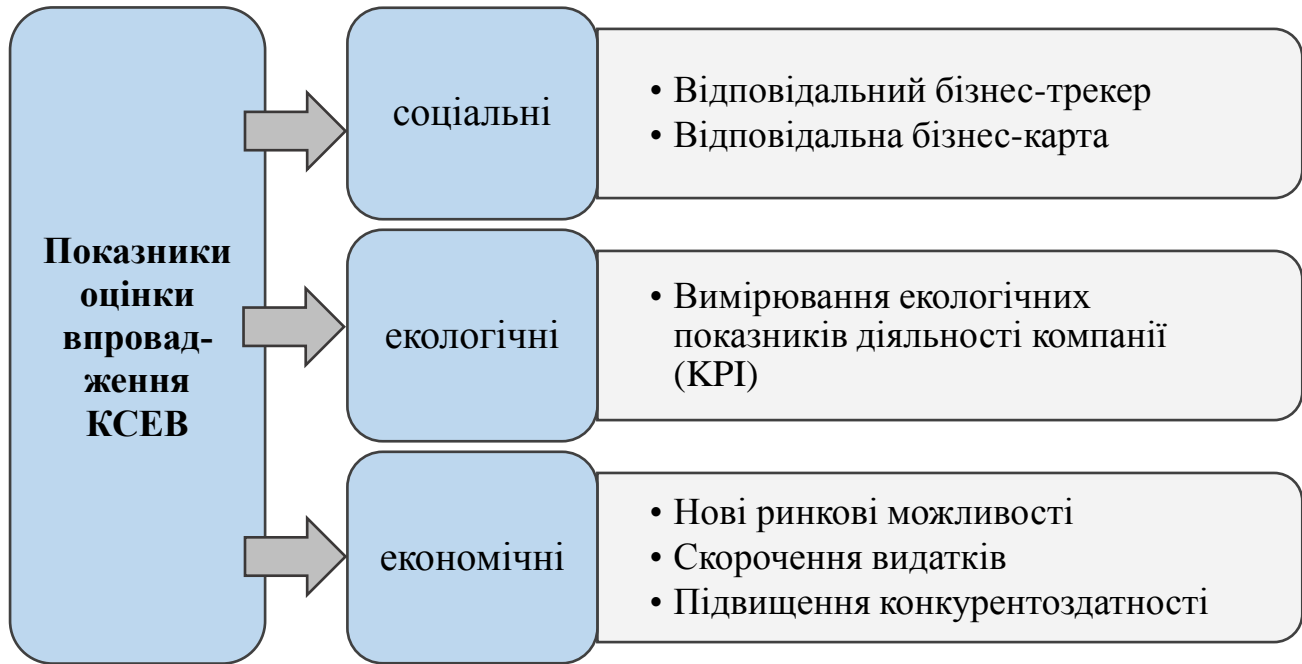 Показники
оцінки
впровад-
ження
КСЕВ
соціальні
• Відповідальний бізнес-трекер
• Відповідальна бізнес-карта
екологічні
• Вимірювання екологічних
показників діяльності компанії
(KPI)
економічні
• Нові ринкові можливості
• Скорочення видатків
• Підвищення конкурентоздатності